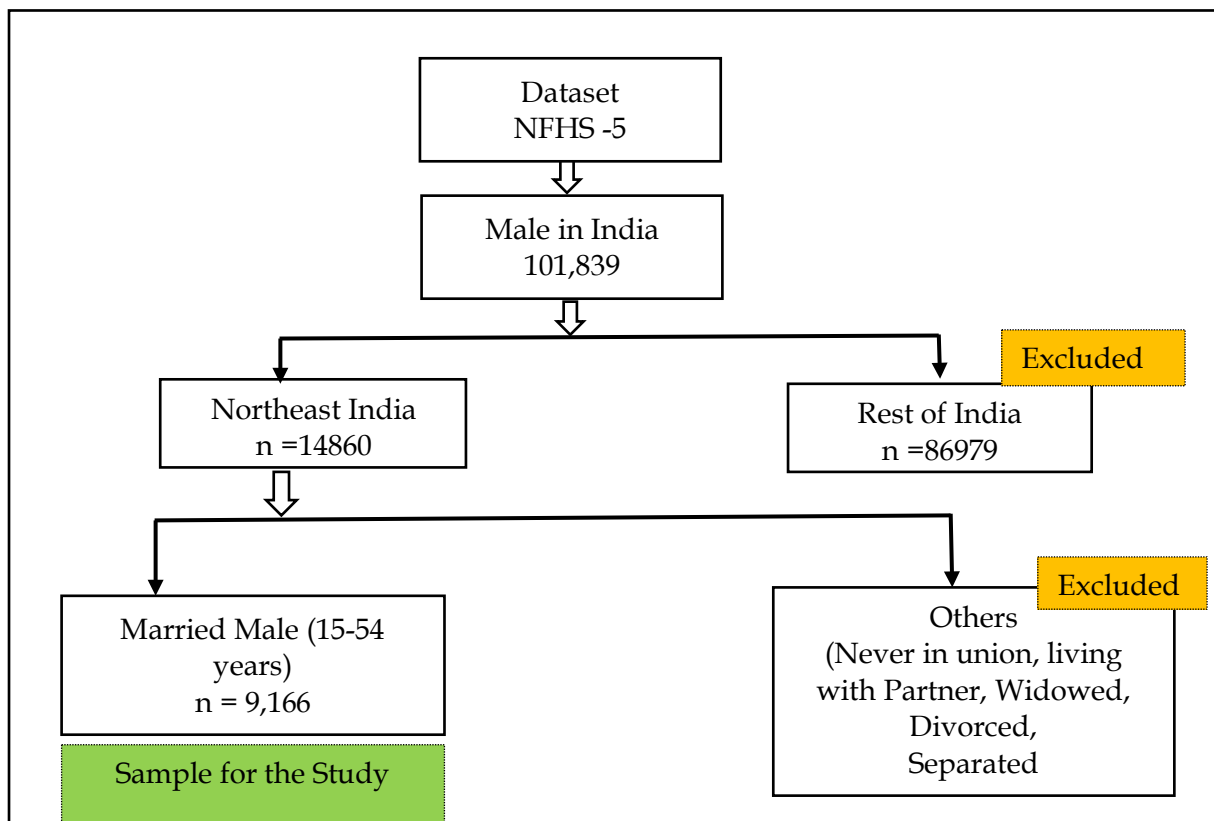 Dataset
NFHS -5
Male in India
101,839
Excluded
Northeast India
n =14860
Rest of India
n =86979
Excluded
Married Male (15-54
years)
n = 9,166
Others
(Never in union, living
with Partner, Widowed,
Divorced,
Separated
Sample for the Study